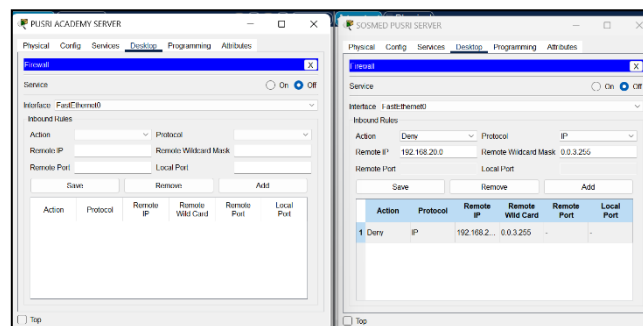 PUSRI ACADEMY SERVER
Physical Config Services Desktop Programming Attributes
Firewall X
Service On Off
Interface FastEthernet0
Inbound Rules
Action Protocol
Remote IP Remote Wildcard Mask
Remote Port Local Port
Save Remove Add
Action Protocol Remote IP Remote Wild Card Remote Port Local Port
Top
SOSMED PUSRI SERVER
Physical Config Services Desktop Programming Attributes
Firewall X
Service On Off
Interface FastEthernet0
Inbound Rules
Action Deny Protocol IP
Remote IP 192.168.20.0 Remote Wildcard Mask 0.0.3.255
Remote Port Local Port
Save Remove Add
Action Protocol Remote IP Remote Wild Card Remote Port Local Port
1 Deny IP 192.168.2... 0.0.3.255 - -
Top